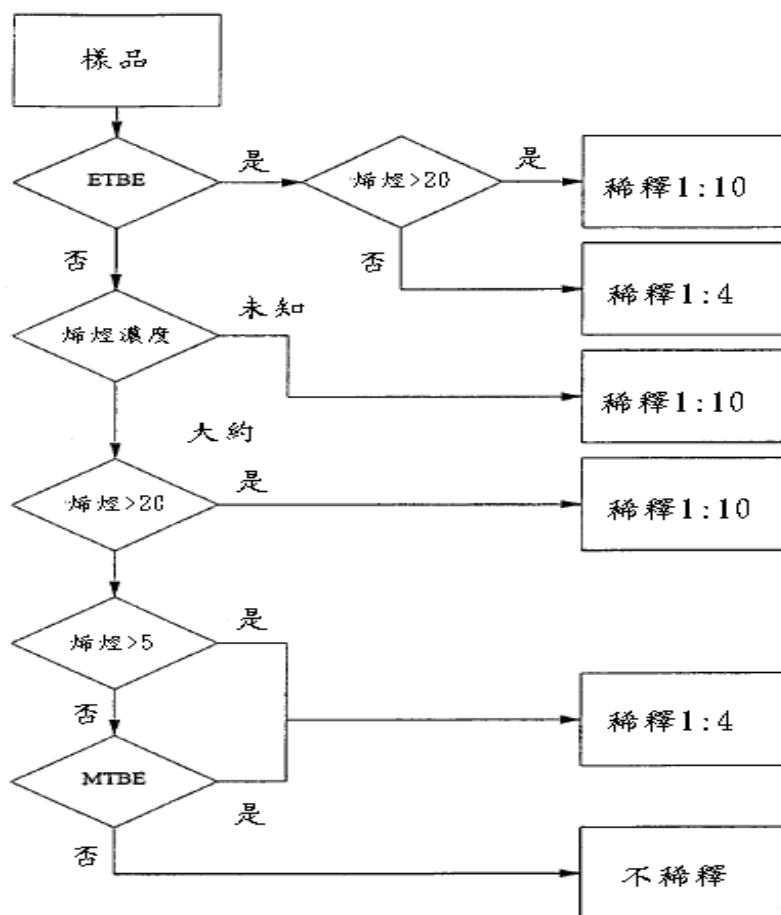 樣品
ETBE
是
烯烴>20
是
稀釋1:10
否
否
稀釋1:4
烯烴濃度
未知
稀釋1:10
大約
烯烴>20
是
稀釋1:10
烯烴>5
是
否
稀釋1:4
MTBE
是
否
不稀釋